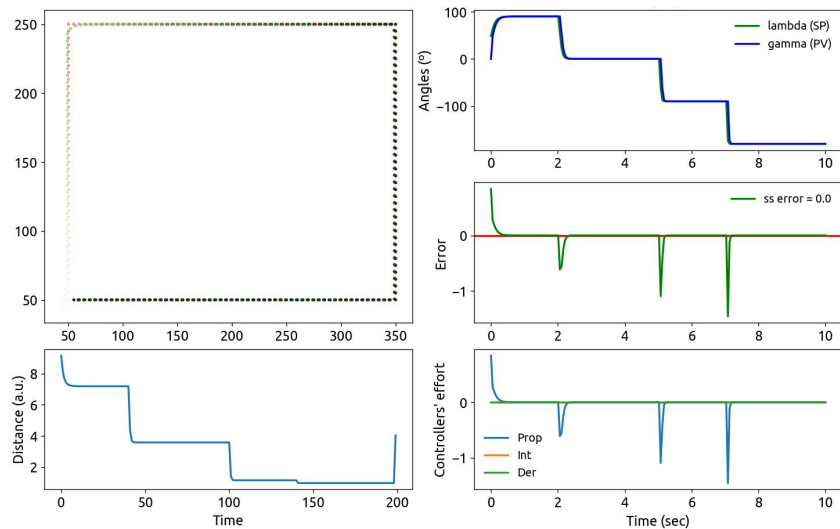 250
200
150
100
50
50 100 150 200 250 300 350
100
0
−100
Angles (º)
lambda (SP)
gamma (PV)
0 2 4 6 8 10
0
−1
Error
ss error = 0.0
0 2 4 6 8 10
8
6
4
2
Distance (a.u.)
0 50 100 150 200
Time
0
−1
Controllers' effort
Prop
Int
Der
0 2 4 6 8 10
Time (sec)